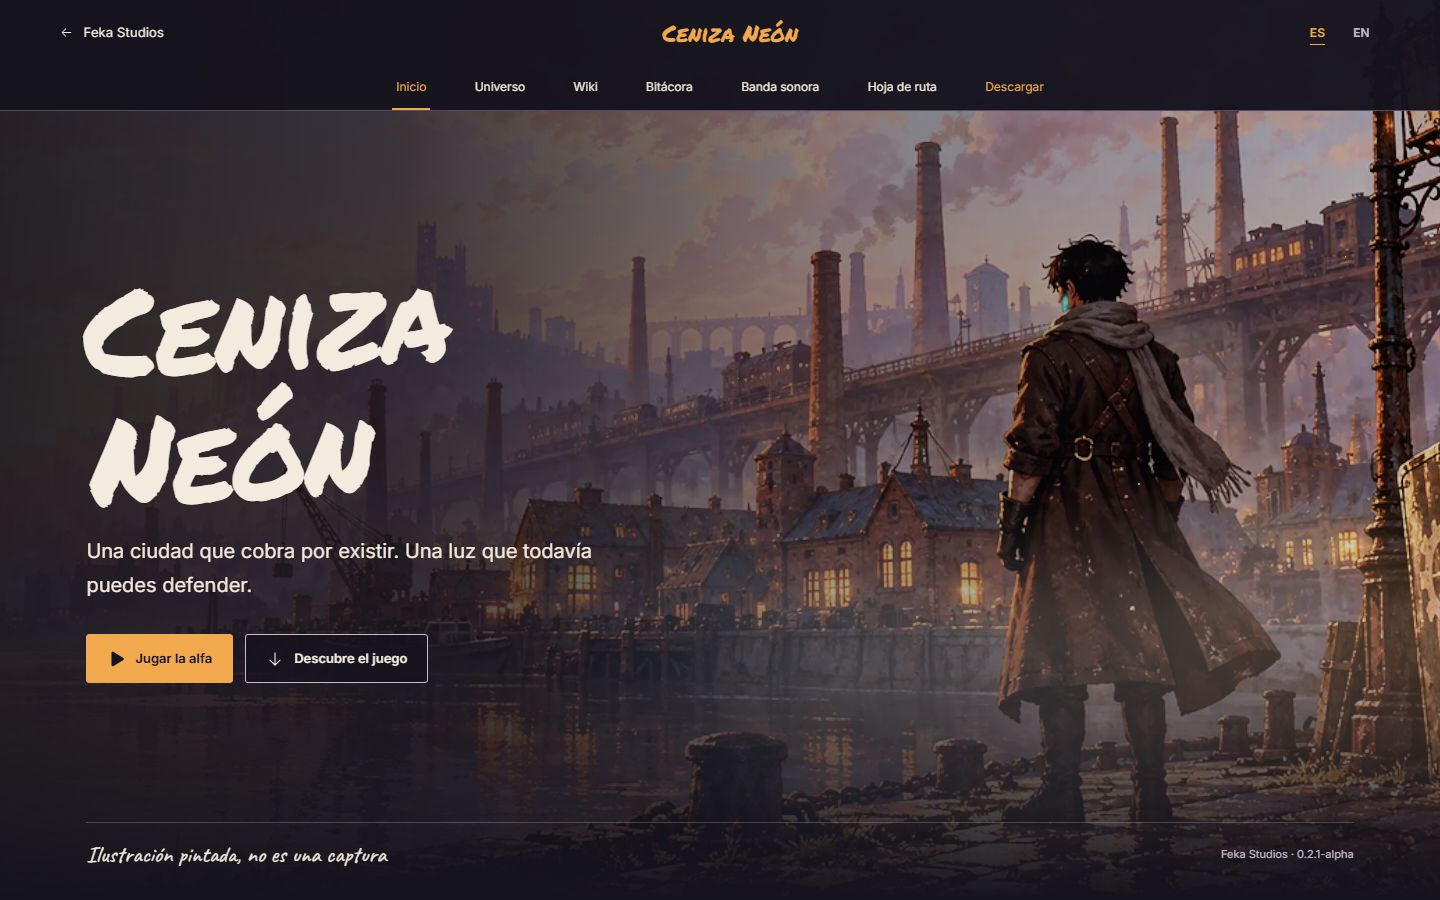 Feka Studios
Ceniza Neón
ES EN
Inicio Universo Wiki Bitácora Banda sonora Hoja de ruta Descargar
Ceniza
Neón
Una ciudad que cobra por existir. Una luz que todavía
puedes defender.
Jugar la alfa Descubre el juego
Ilustración pintada, no es una captura
Feka Studios · 0.2.1-alpha